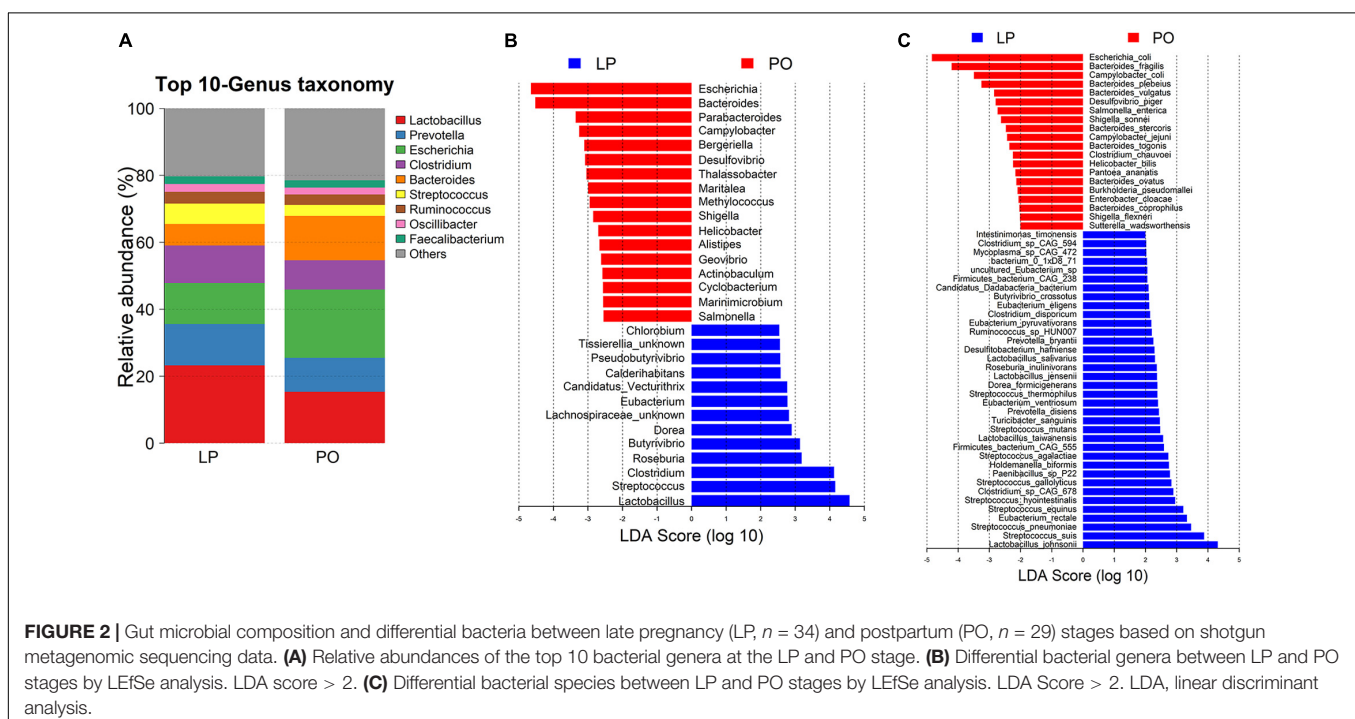 A
Top 10-Genus taxonomy
Relative abundance (%)
100
80
60
40
20
0
LP
PO
Lactobacillus
Prevotella
Escherichia
Clostridium
Bacteroides
Streptococcus
Ruminococcus
Oscillibacter
Faecalibacterium
Others
B
LP
PO
Escherichia
Bacteroides
Parabacteroides
Campylobacter
Bergeriella
Desulfovibrio
Thalassobacter
Maritalea
Methylococcus
Shigella
Helicobacter
Alistipes
Geovibrio
Actinobaculum
Cyclobacterium
Marinimicrobium
Salmonella
Chlorobium
Tissierellia_unknown
Pseudobutyrivibrio
Calderihabitans
Candidatus_Vecturithrix
Eubacterium
Lachnospiraceae_unknown
Dorea
Butyrivibrio
Roseburia
Clostridium
Streptococcus
Lactobacillus
-5 -4 -3 -2 -1 0 1 2 3 4 5
LDA Score (log 10)
C
LP
PO
Escherichia_coli
Bacteroides_fragilis
Campylobacter_coli
Bacteroides_plebeius
Bacteroides_vulgatus
Desulfovibrio_piger
Salmonella_enterica
Shigella_sonnei
Bacteroides_stercoris
Campylobacter_jejuni
Bacteroides_togonis
Clostridium_chauvoei
Helicobacter_bilis
Pantoea_ananatis
Bacteroides_ovatus
Burkholderia_pseudomallei
Enterobacter_cloacae
Bacteroides_coprophilus
Shigella_flexneri
Sutterella_wadsworthensis
Intestinimonas_timonensis
Clostridium_sp_CAG_594
Mycoplasma_sp_CAG_472
bacterium_0_1xD8_71
uncultured_Eubacterium_sp
Firmicutes_bacterium_CAG_238
Candidatus_Dadabacteria_bacterium
Butyrivibrio_crossotus
Eubacterium_eligens
Clostridium_disporicum
Eubacterium_pyruvativorans
Ruminococcus_sp_HUN007
Prevotella_bryantii
Desulfitobacterium_hafniense
Lactobacillus_salivarius
Roseburia_inulinivorans
Lactobacillus_jensenii
Dorea_formicigenerans
Streptococcus_thermophilus
Eubacterium_ventriosum
Prevotella_disiens
Turicibacter_sanguinis
Streptococcus_mutans
Lactobacillus_taiwanensis
Firmicutes_bacterium_CAG_555
Streptococcus_agalactiae
Holdemanella_biformis
Paenibacillus_sp_P22
Streptococcus_gallolyticus
Clostridium_sp_CAG_678
Streptococcus_hyointestinalis
Streptococcus_equinus
Eubacterium_rectale
Streptococcus_pneumoniae
Streptococcus_suis
Lactobacillus_johnsonii
-5 -4 -3 -2 -1 0 1 2 3 4 5
LDA Score (log 10)
FIGURE 2 | Gut microbial composition and differential bacteria between late pregnancy (LP, n = 34) and postpartum (PO, n = 29) stages based on shotgun
metagenomic sequencing data. (A) Relative abundances of the top 10 bacterial genera at the LP and PO stage. (B) Differential bacterial genera between LP and PO
stages by LEfSe analysis. LDA score > 2. (C) Differential bacterial species between LP and PO stages by LEfSe analysis. LDA Score > 2. LDA, linear discriminant
analysis.